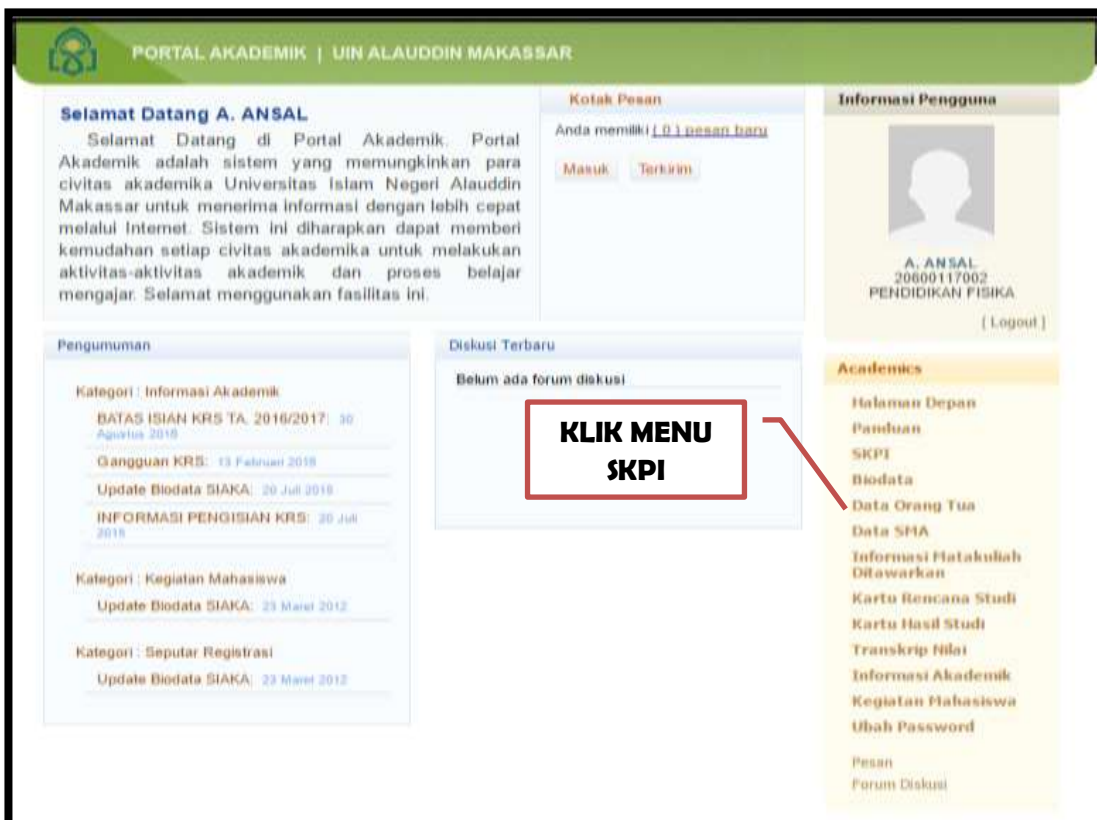 PORTAL AKADEMIK | UIN ALAUDDIN MAKASSAR
Selamat Datang A. ANSAL
Selamat Datang di Portal Akademik. Portal
Akademik adalah sistem yang memungkinkan para
civitas akademika Universitas Islam Negeri Alauddin
Makassar untuk menerima informasi dengan lebih cepat
melalui Internet. Sistem ini diharapkan dapat memberi
kemudahan setiap civitas akademika untuk melakukan
aktivitas-aktivitas akademik dan proses belajar
mengajar. Selamat menggunakan fasilitas ini.
Kotak Pesan
Anda memiliki ( 0 ) pesan baru
Masuk Terkirim
Informasi Pengguna
A. ANSAL
20600117002
PENDIDIKAN FISIKA
[ Logout ]
Pengumuman
Kategori : Informasi Akademik
BATAS ISIAN KRS TA. 2016/2017: 30
Agustus 2016
Gangguan KRS: 13 Februari 2016
Update Biodata SIAKA: 20 Juli 2015
INFORMASI PENGISIAN KRS: 20 Juli
2015
Kategori : Kegiatan Mahasiswa
Update Biodata SIAKA: 23 Maret 2012
Kategori : Seputar Registrasi
Update Biodata SIAKA: 23 Maret 2012
Diskusi Terbaru
Belum ada forum diskusi
KLIK MENU
SKPI
Academics
Halaman Depan
Panduan
SKPI
Biodata
Data Orang Tua
Data SMA
Informasi Matakuliah
Ditawarkan
Kartu Rencana Studi
Kartu Hasil Studi
Transkrip Nilai
Informasi Akademik
Kegiatan Mahasiswa
Ubah Password
Pesan
Forum Diskusi